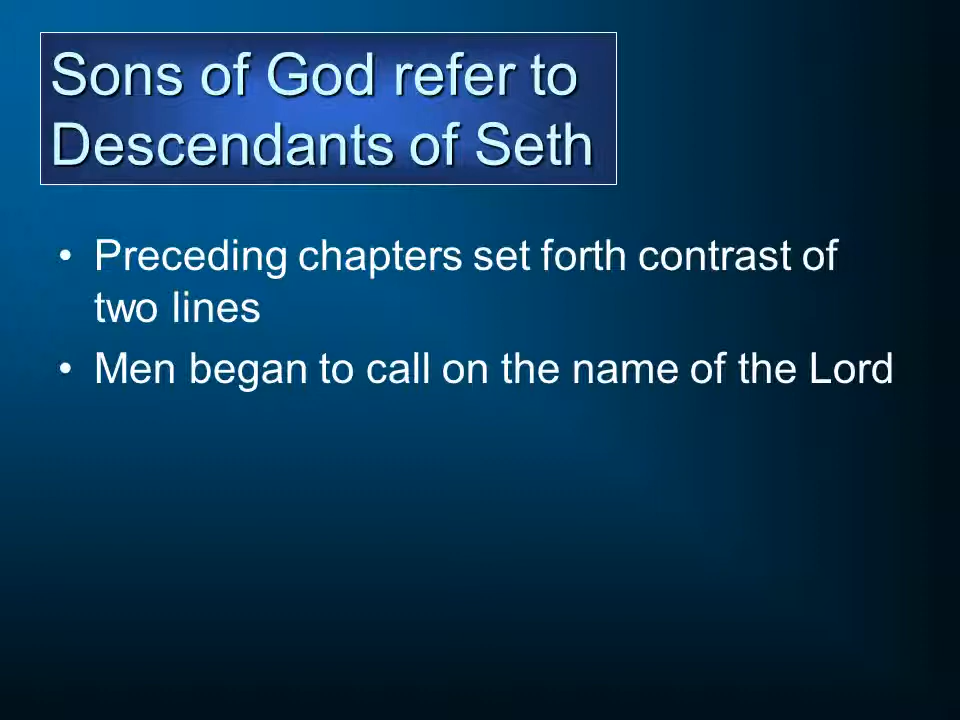 Sons of God refer to
Descendants of Seth
• Preceding chapters set forth contrast of
two lines
• Men began to call on the name of the Lord